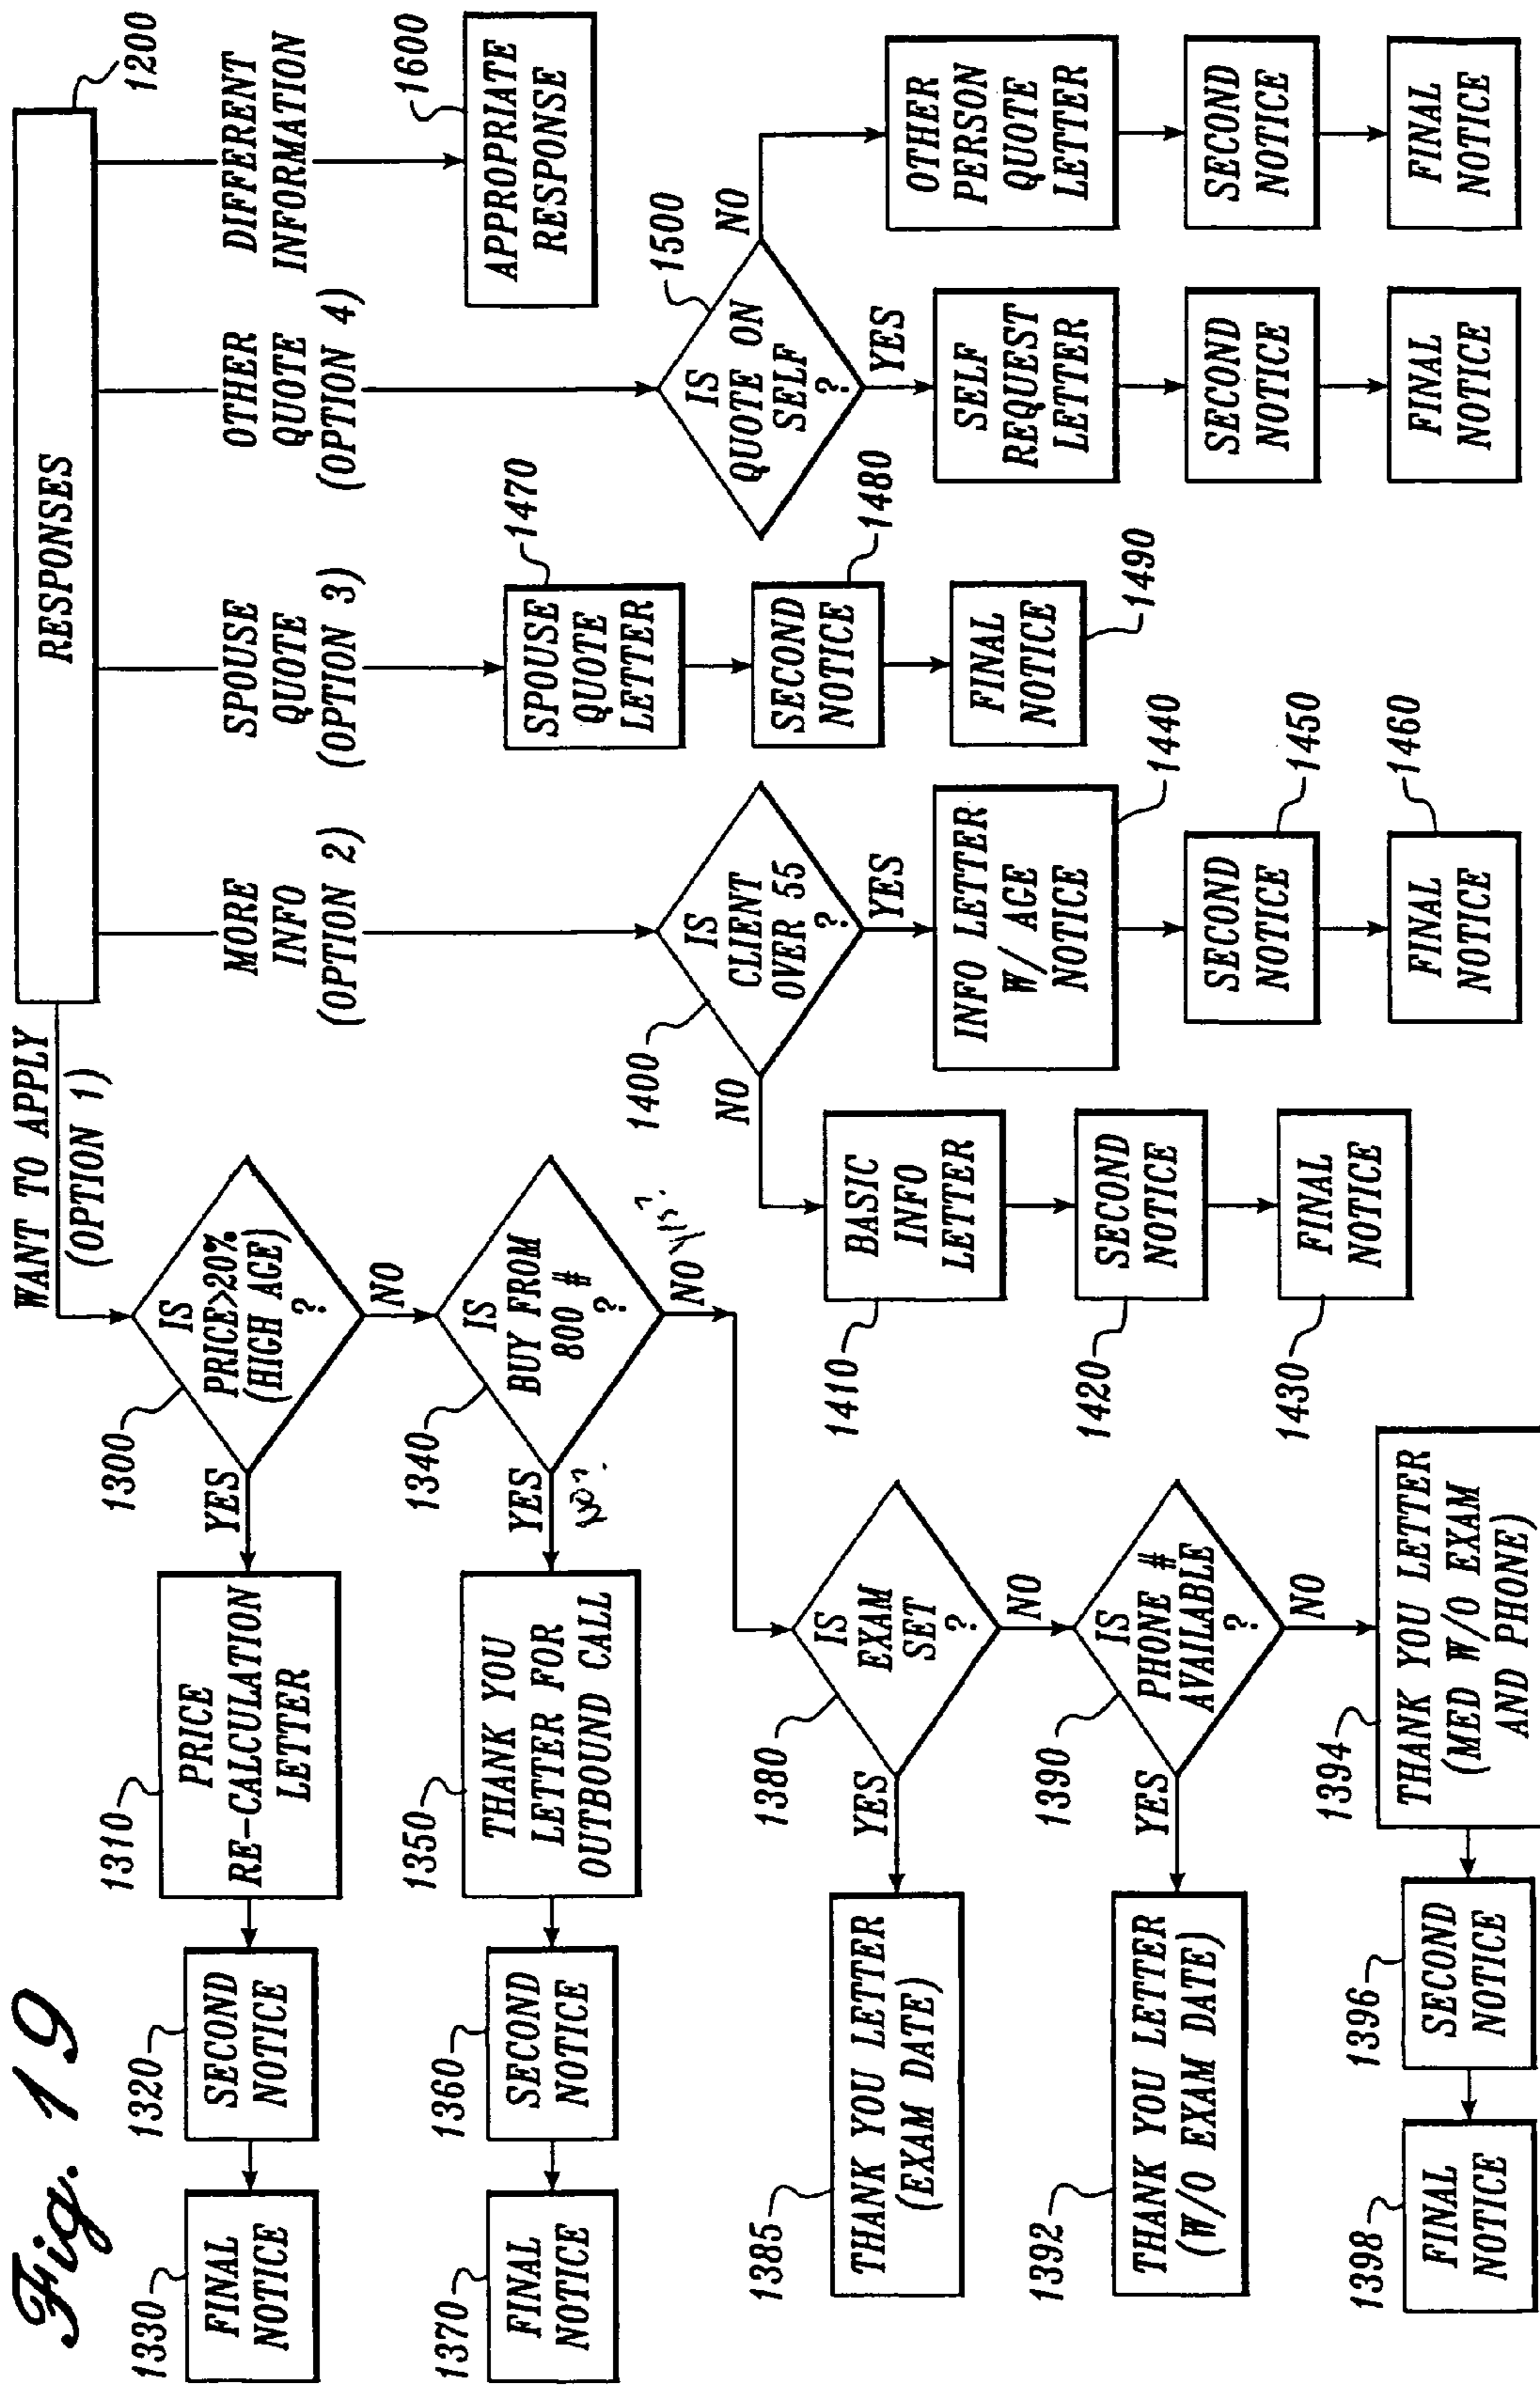 Fig. 19
RESPONSES
1200
WANT TO APPLY
(OPTION 1)
MORE
INFO
(OPTION 2)
SPOUSE
QUOTE
(OPTION 3)
OTHER
QUOTE
(OPTION 4)
DIFFERENT
INFORMATION
1600
APPROPRIATE
RESPONSE
1300
IS
PRICE>20%
(HIGH AGE)
?
YES
NO
1310
PRICE
RE-CALCULATION
LETTER
1320
SECOND
NOTICE
1330
FINAL
NOTICE
1340
IS
BUY FROM
800 #
?
YES
NO?
NO
1350
THANK YOU
LETTER FOR
OUTBOUND CALL
1360
SECOND
NOTICE
1370
FINAL
NOTICE
1380
IS
EXAM
SET
?
YES
NO
1385
THANK YOU LETTER
(EXAM DATE)
1390
IS
PHONE #
AVAILABLE
?
YES
NO
1392
THANK YOU LETTER
(W/O EXAM DATE)
1394
THANK YOU LETTER
(MED W/O EXAM
AND PHONE)
1396
SECOND
NOTICE
1398
FINAL
NOTICE
1400
IS
CLIENT
OVER 55
?
NO
YES
1410
BASIC
INFO
LETTER
1420
SECOND
NOTICE
1430
FINAL
NOTICE
1440
INFO LETTER
W/ AGE
NOTICE
1450
SECOND
NOTICE
1460
FINAL
NOTICE
1470
SPOUSE
QUOTE
LETTER
1480
SECOND
NOTICE
1490
FINAL
NOTICE
1500
IS
QUOTE ON
SELF
?
YES
NO
SELF
REQUEST
LETTER
SECOND
NOTICE
FINAL
NOTICE
OTHER
PERSON
QUOTE
LETTER
SECOND
NOTICE
FINAL
NOTICE